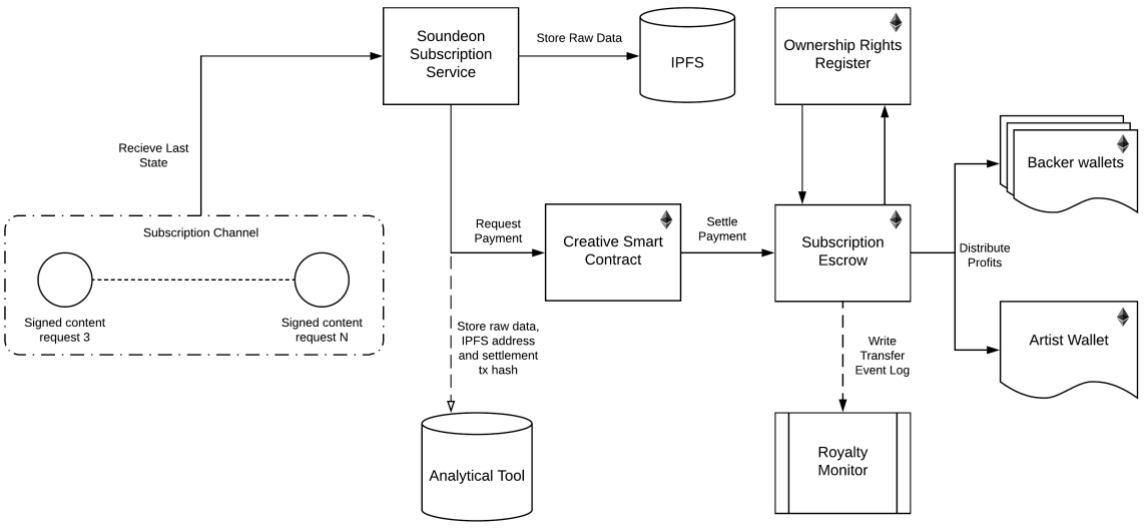 Soundeon
Subscription
Service
Store Raw Data
IPFS
Ownership Rights
Register
Recieve Last
State
Backer wallets
Subscription Channel
Signed content
request 3
Signed content
request N
Request
Payment
Creative Smart
Contract
Settle
Payment
Subscription
Escrow
Distribute
Profits
Store raw data,
IPFS address
and settlement
tx hash
Write
Transfer
Event Log
Artist Wallet
Analytical Tool
Royalty
Monitor